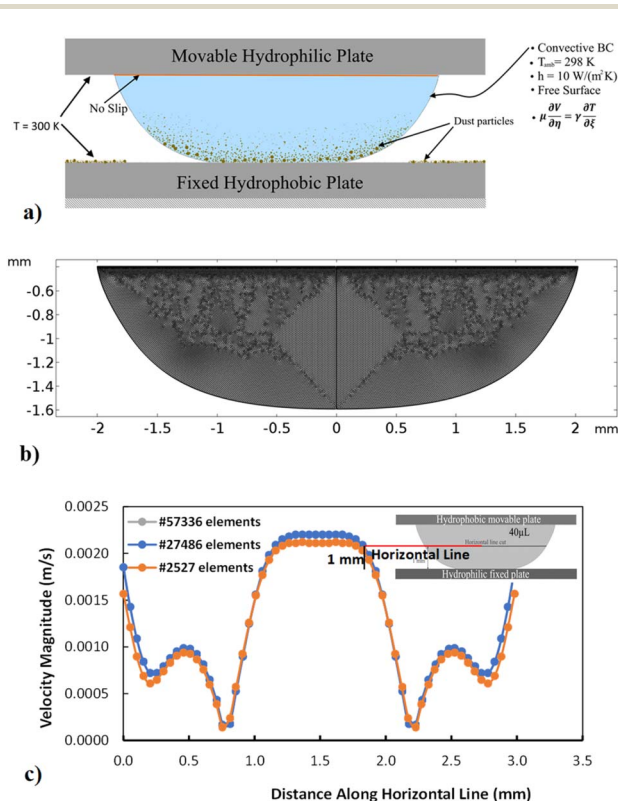 Movable Hydrophilic Plate
No Slip
T = 300 K
Dust particles
Fixed Hydrophobic Plate
• Convective BC
• Tamb= 298 K
• h = 10 W/(m²K)
• Free Surface
• μ ∂V/∂η = γ ∂T/∂ξ
a)
mm
-0.6
-0.8
-1
-1.2
-1.4
-1.6
-2 -1.5 -1 -0.5 0 0.5 1 1.5 2 mm
b)
0.0025
0.0020
0.0015
0.0010
0.0005
0.0000
Velocity Magnitude (m/s)
#57336 elements
#27486 elements
#2527 elements
1 mm
Horizontal Line
Hydrophobic movable plate
40μL
Horizontal line cut
1 mm
Hydrophilic fixed plate
0.0 0.5 1.0 1.5 2.0 2.5 3.0 3.5
Distance Along Horizontal Line (mm)
c)